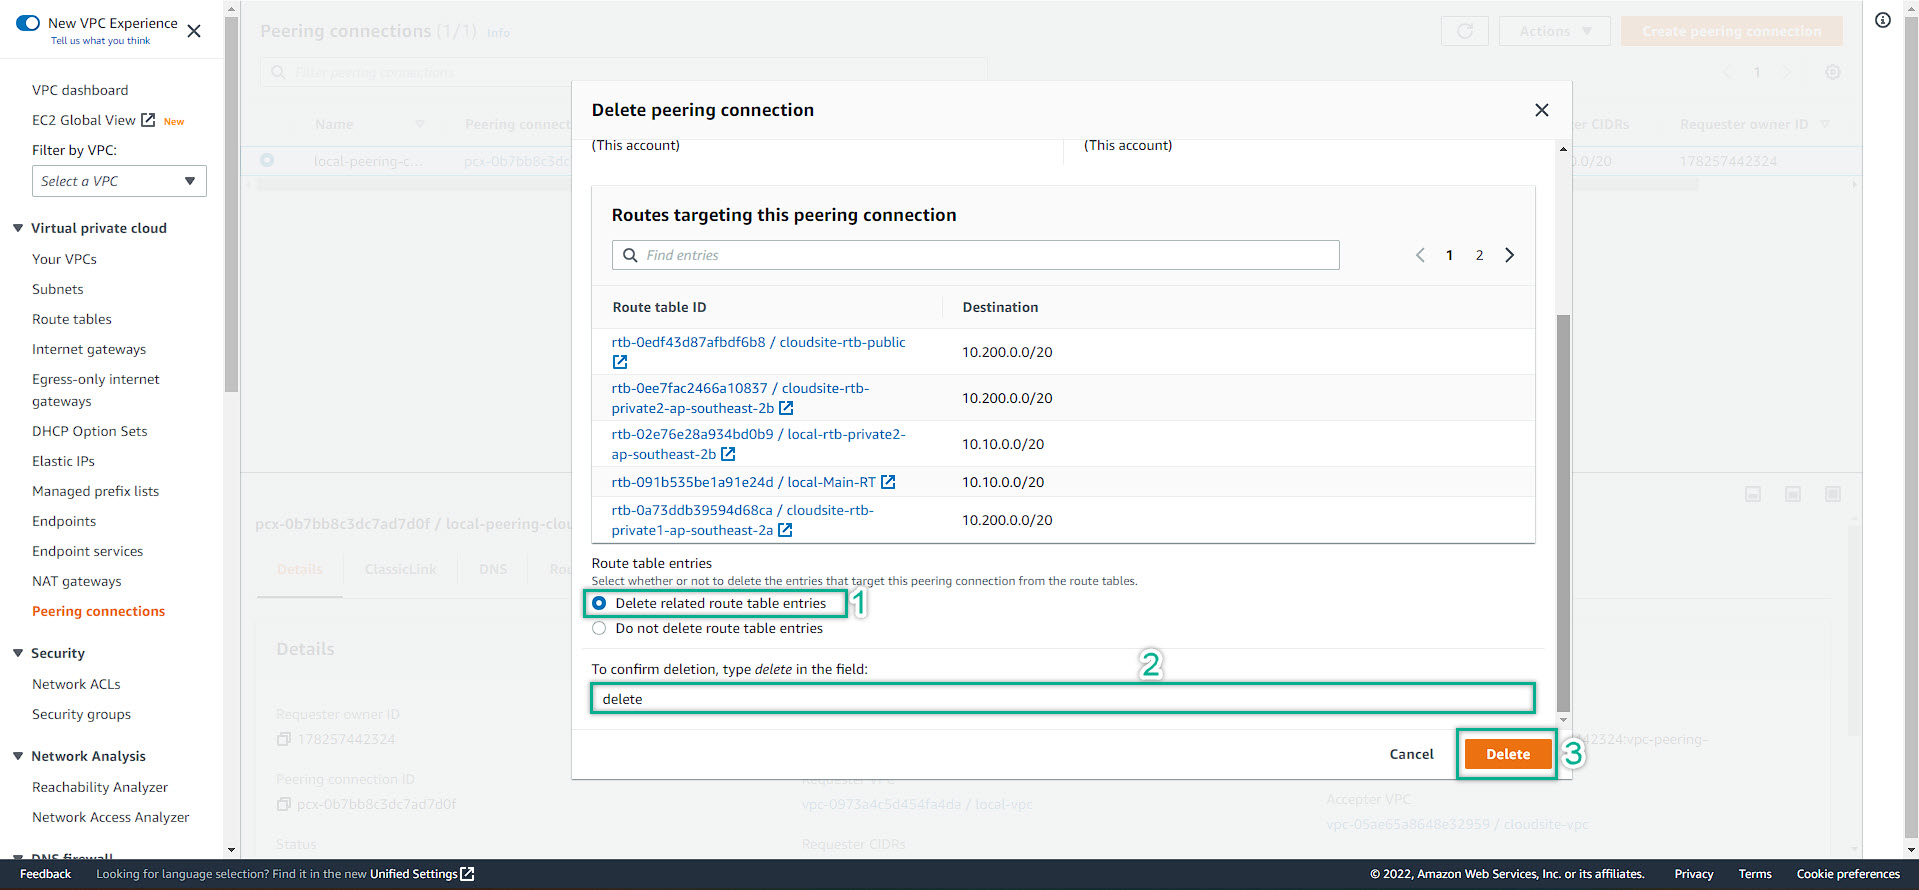 New VPC Experience
Tell us what you think
VPC dashboard
EC2 Global View New
Filter by VPC:
Select a VPC
Virtual private cloud
Your VPCs
Subnets
Route tables
Internet gateways
Egress-only internet
gateways
DHCP Option Sets
Elastic IPs
Managed prefix lists
Endpoints
Endpoint services
NAT gateways
Peering connections
Security
Network ACLs
Security groups
Network Analysis
Reachability Analyzer
Network Access Analyzer
DNS firewall
Peering connections (1/1) Info
Actions
Create peering connection
Filter peering connections
1
Name
Peering connect
er CIDRs
Requester owner ID
local-peering-c...
pcx-0b7bb8c3dc
0.0/20
178257442324
Delete peering connection
(This account)
(This account)
Routes targeting this peering connection
Find entries
1 2
Route table ID Destination
rtb-0edf43d87afbdf6b8 / cloudsite-rtb-public
10.200.0.0/20
rtb-0ee7fac2466a10837 / cloudsite-rtb-
private2-ap-southeast-2b
10.200.0.0/20
rtb-02e76e28a934bd0b9 / local-rtb-private2-
ap-southeast-2b
10.10.0.0/20
rtb-091b535be1a91e24d / local-Main-RT
10.10.0.0/20
rtb-0a73ddb39594d68ca / cloudsite-rtb-
private1-ap-southeast-2a
10.200.0.0/20
Route table entries
Select whether or not to delete the entries that target this peering connection from the route tables.
Delete related route table entries
1
Do not delete route table entries
To confirm deletion, type delete in the field:
2
delete
Cancel
Delete
3
pcx-0b7bb8c3dc7ad7d0f / local-peering-clou
Details
ClassicLink
DNS
Rou
Details
Requester owner ID
178257442324
42324:vpc-peering-
Peering connection ID
pcx-0b7bb8c3dc7ad7d0f
Requester VPC
vpc-0973a4c5d454fa4da / local-vpc
Accepter VPC
vpc-05ae65a8648e32959 / cloudsite-vpc
Status
Requester CIDRs
Feedback
Looking for language selection? Find it in the new Unified Settings
© 2022, Amazon Web Services, Inc. or its affiliates.
Privacy
Terms
Cookie preferences